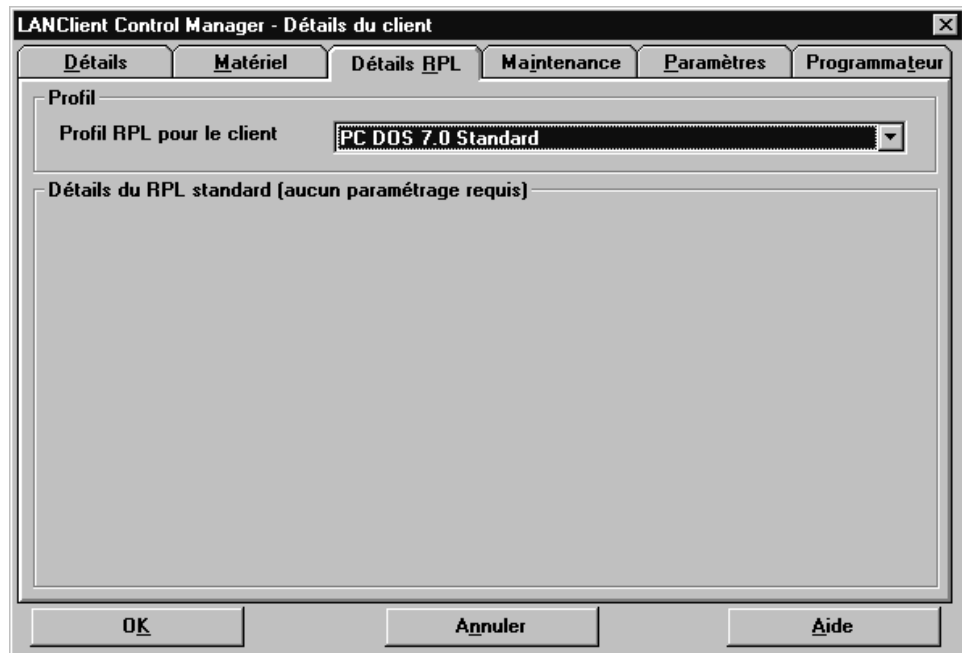 LANClient Control Manager - Détails du client
Détails Matériel Détails RPL Maintenance Paramètres Programmateur
Profil
Profil RPL pour le client PC DOS 7.0 Standard
Détails du RPL standard (aucun paramétrage requis)
OK Annuler Aide